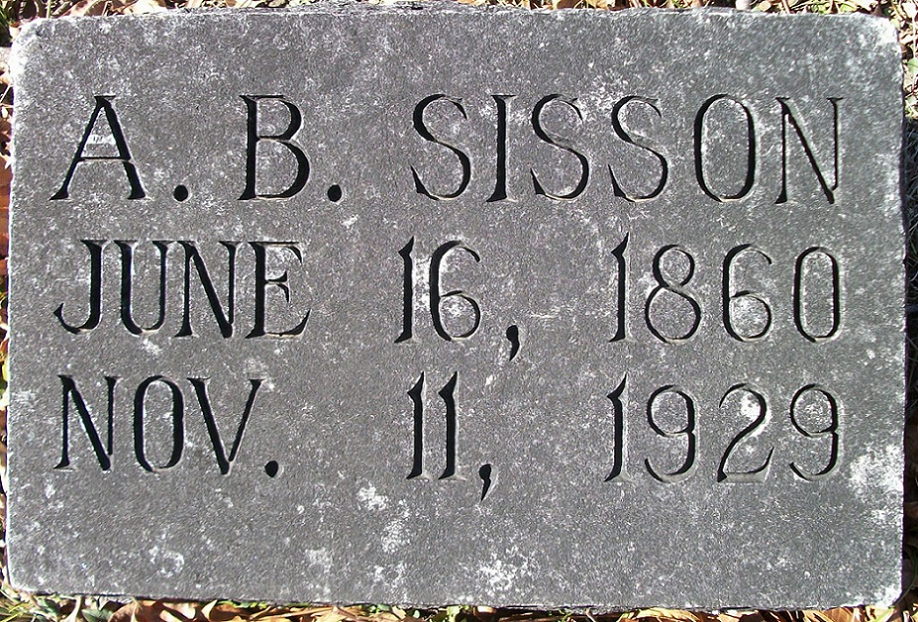 A. B. SISSON
JUNE 16, 1860
NOV. 11, 1929